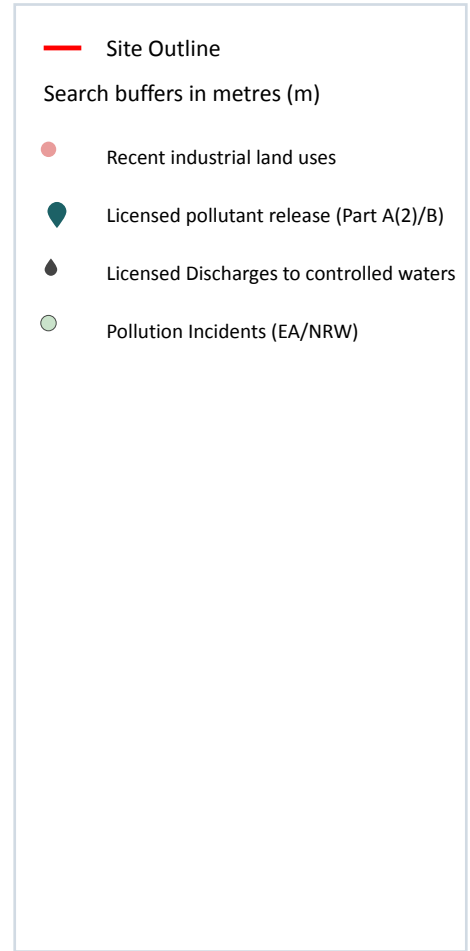 Site Outline
Search buffers in metres (m)
Recent industrial land uses
Licensed pollutant release (Part A(2)/B)
Licensed Discharges to controlled waters
Pollution Incidents (EA/NRW)